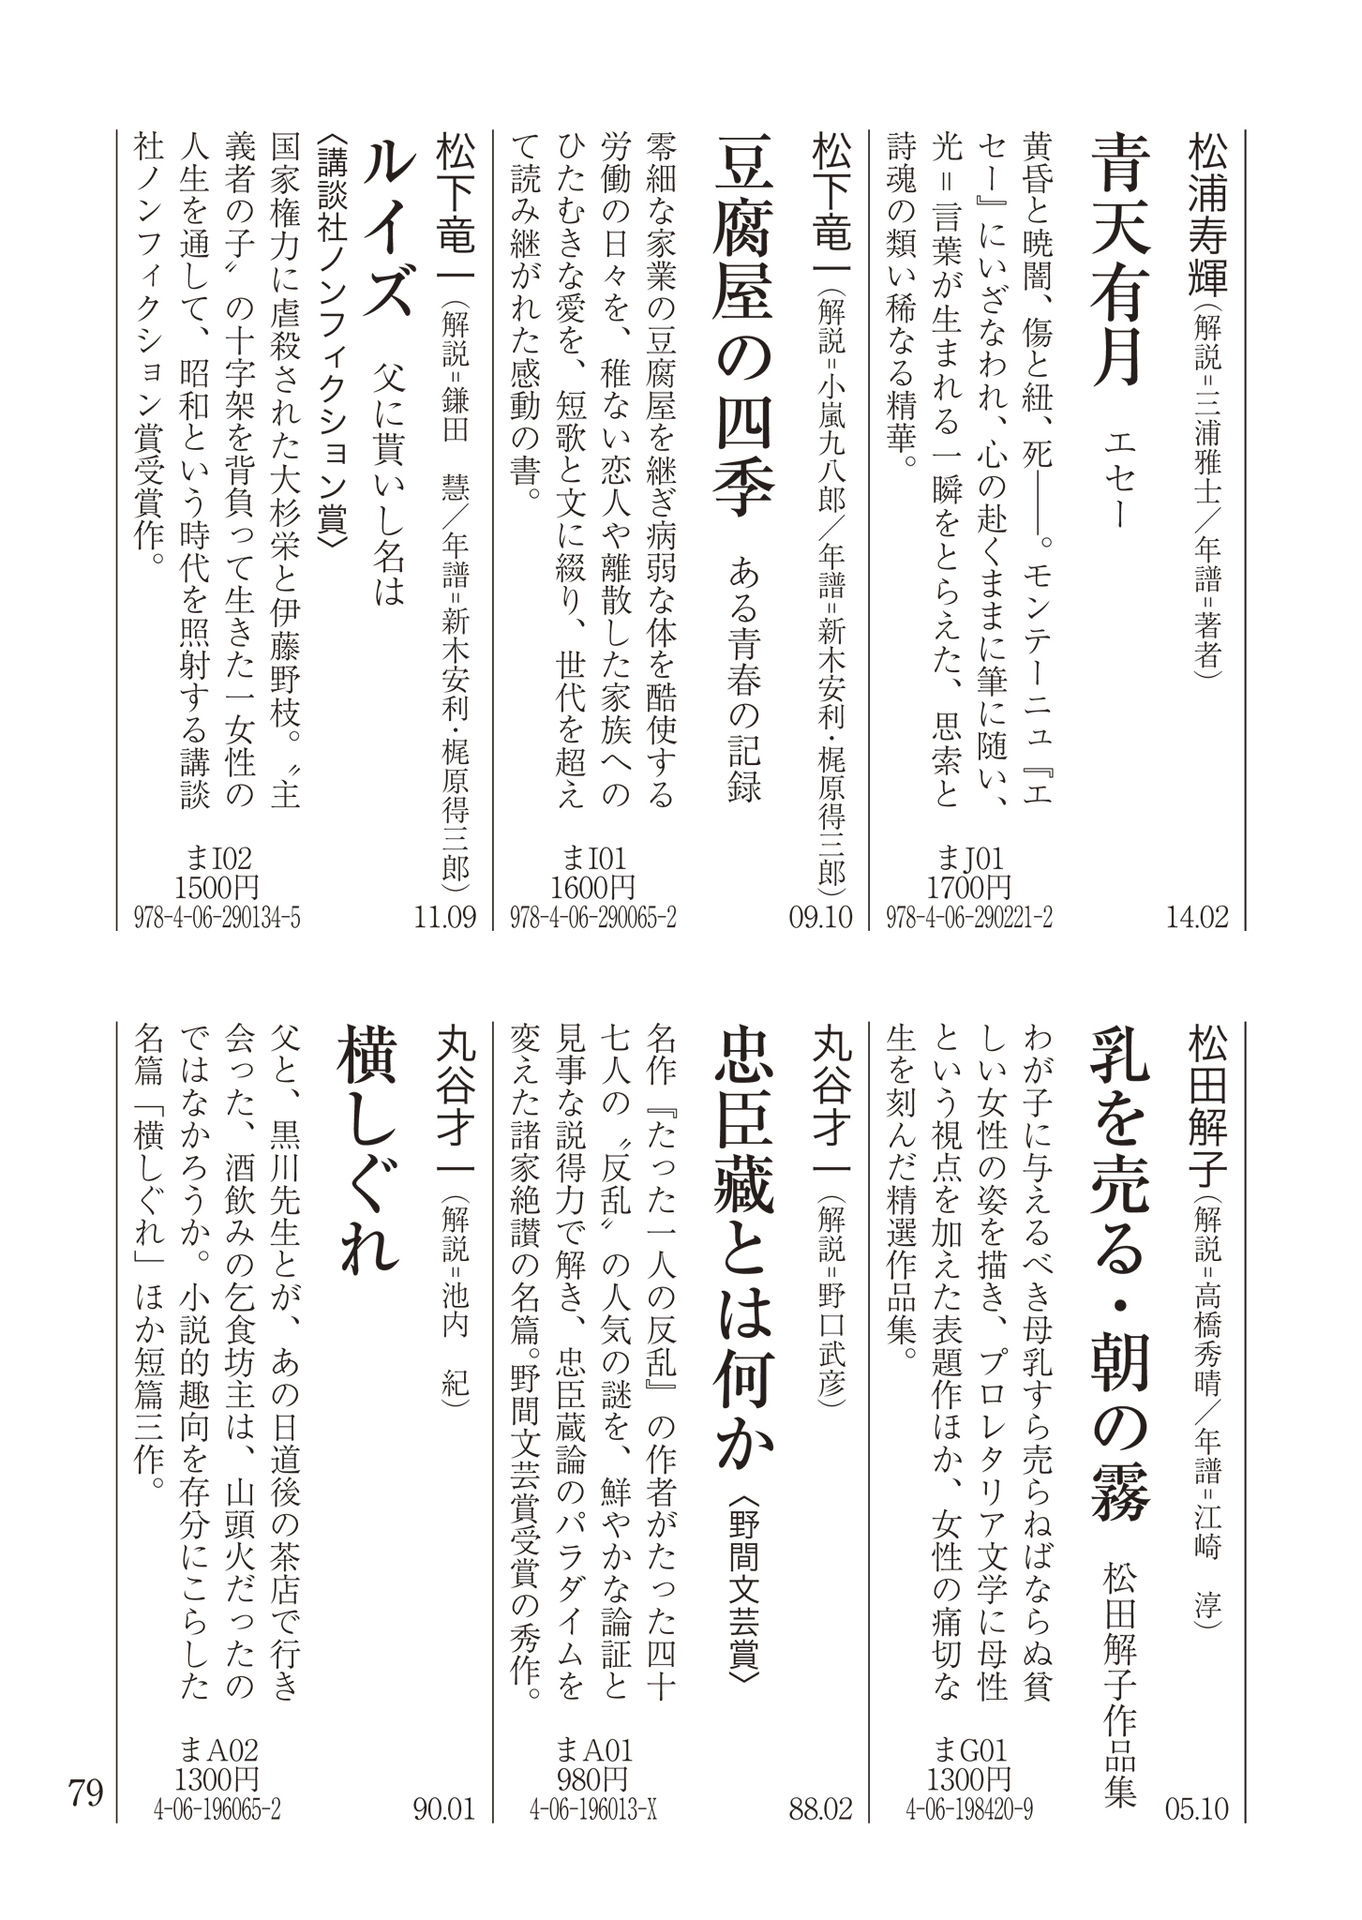 松浦寿輝（解説=三浦雅士／年譜=著者）
青天有月　エセー
黄昏と暁闇、傷と紐、死――。モンテーニュ『エ
セー』にいざなわれ、心の赴くままに筆に随い、
光＝言葉が生まれる一瞬をとらえた、思索と
詩魂の類い稀なる精華。
まJ01
1700円
978-4-06-290221-2
14.02
松下竜一（解説=小嵐九八郎／年譜=新木安利・梶原得三郎）
豆腐屋の四季　ある青春の記録
零細な家業の豆腐屋を継ぎ病弱な体を酷使する
労働の日々を、稚ない恋人や離散した家族への
ひたむきな愛を、短歌と文に綴り、世代を超え
て読み継がれた感動の書。
まI01
1600円
978-4-06-290065-2
09.10
松下竜一（解説=鎌田　慧／年譜=新木安利・梶原得三郎）
ルイズ　父に貰いし名は
〈講談社ノンフィクション賞〉
国家権力に虐殺された大杉栄と伊藤野枝。〝主
義者の子〟の十字架を背負って生きた一女性の
人生を通して、昭和という時代を照射する講談
社ノンフィクション賞受賞作。
まI02
1500円
978-4-06-290134-5
11.09
松田解子（解説=高橋秀晴／年譜=江崎　淳）
乳を売る・朝の霧　松田解子作品集
わが子に与えるべき母乳すら売らねばならぬ貧
しい女性の姿を描き、プロレタリア文学に母性
という視点を加えた表題作ほか、女性の痛切な
生を刻んだ精選作品集。
まG01
1300円
4-06-198420-9
05.10
丸谷才一（解説=野口武彦）
忠臣藏とは何か〈野間文芸賞〉
名作『たった一人の反乱』の作者がたった四十
七人の〝反乱〟の人気の謎を、鮮やかな論証と
見事な説得力で解き、忠臣蔵論のパラダイムを
変えた諸家絶讃の名篇。野間文芸賞受賞の秀作。
まA01
980円
4-06-196013-X
88.02
丸谷才一（解説=池内　紀）
横しぐれ
父と、黒川先生とが、あの日道後の茶店で行き
会った、酒飲みの乞食坊主は、山頭火だったの
ではなかろうか。小説的趣向を存分にこらした
名篇「横しぐれ」ほか短篇三作。
まA02
1300円
4-06-196065-2
90.01
79